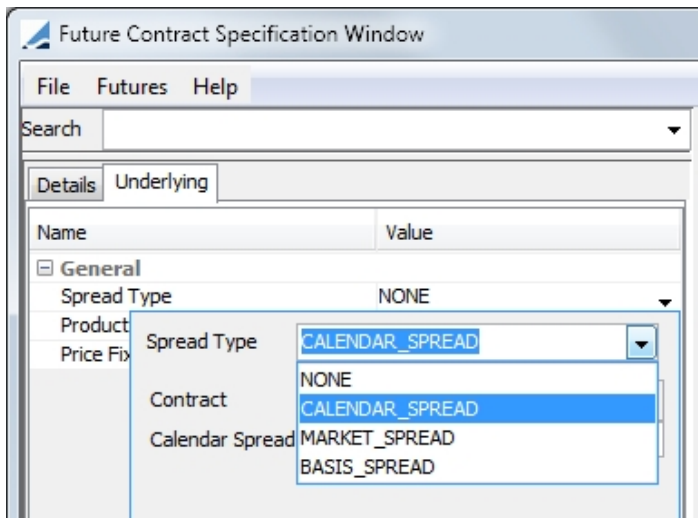 Future Contract Specification Window
File Futures Help
Search
Details Underlying
Name Value
General
Spread Type NONE
Product
Price
Spread Type CALENDAR_SPREAD
NONE
Contract CALENDAR_SPREAD
Calendar Spread MARKET_SPREAD
BASIS_SPREAD